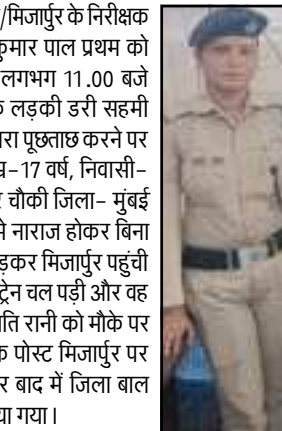 /मिजार्पुर के निरीक्षक
कुमार पाल प्रथम को
लगभग 11.00 बजे
लड़की डरी सहमी
पूछताछ करने पर
-17 वर्ष, निवासी-
चौकी जिला- मुंबई
से नाराज होकर बिना
मिजार्पुर पहुंची
ट्रेन चल पड़ी और वह
रानी को मौके पर
पोस्ट मिजार्पुर पर
बाद में जिला बाल
गया।